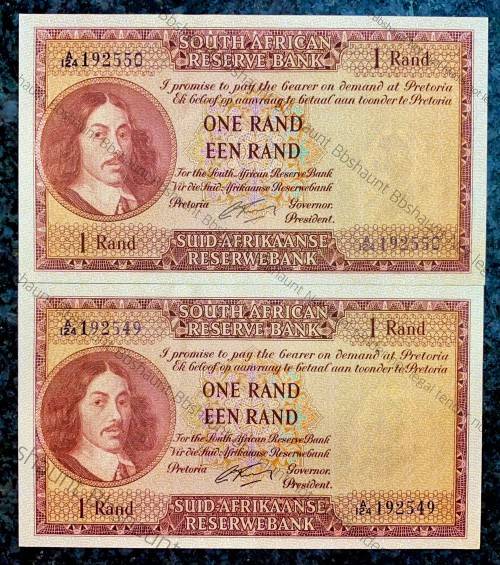 SOUTH AFRICAN
RESERVE BANK
192550
1 Rand
I promise to pay the bearer on demand at Pretoria
Ek beloof op aanvraag te betaal aan toonder te Pretoria
ONE RAND
EEN RAND
For the South African Reserve Bank
Vir die Suid-Afrikaanse Reserwebank
Pretoria
Governor.
President.
1 Rand
SUID-AFRIKAANSE
RESERWEBANK
192550
SOUTH AFRICAN
RESERVE BANK
192549
1 Rand
I promise to pay the bearer on demand at Pretoria
Ek beloof op aanvraag te betaal aan toonder te Pretoria
ONE RAND
EEN RAND
For the South African Reserve Bank
Vir die Suid-Afrikaanse Reserwebank
Pretoria
Governor.
President.
1 Rand
SUID-AFRIKAANSE
RESERWEBANK
192549
Bbshaunt Bbshaunt Bbshaunt